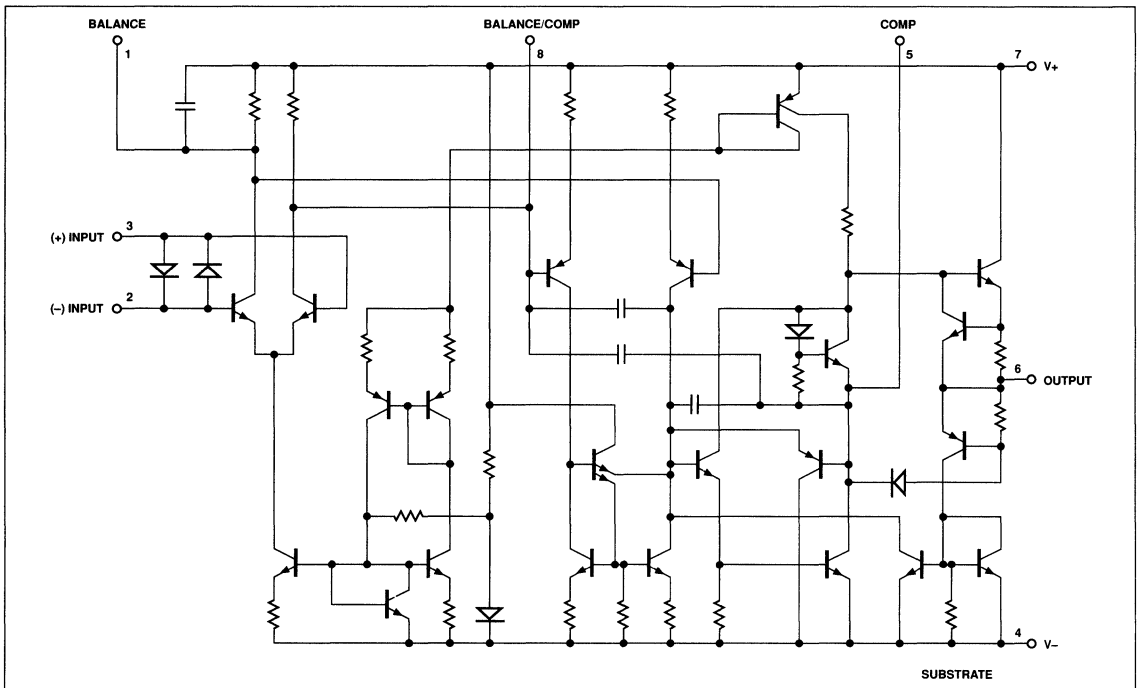 BALANCE
1
BALANCE/COMP
8
COMP
5
7 V+
3
(+) INPUT
2
(−) INPUT
6
OUTPUT
4
V−
SUBSTRATE